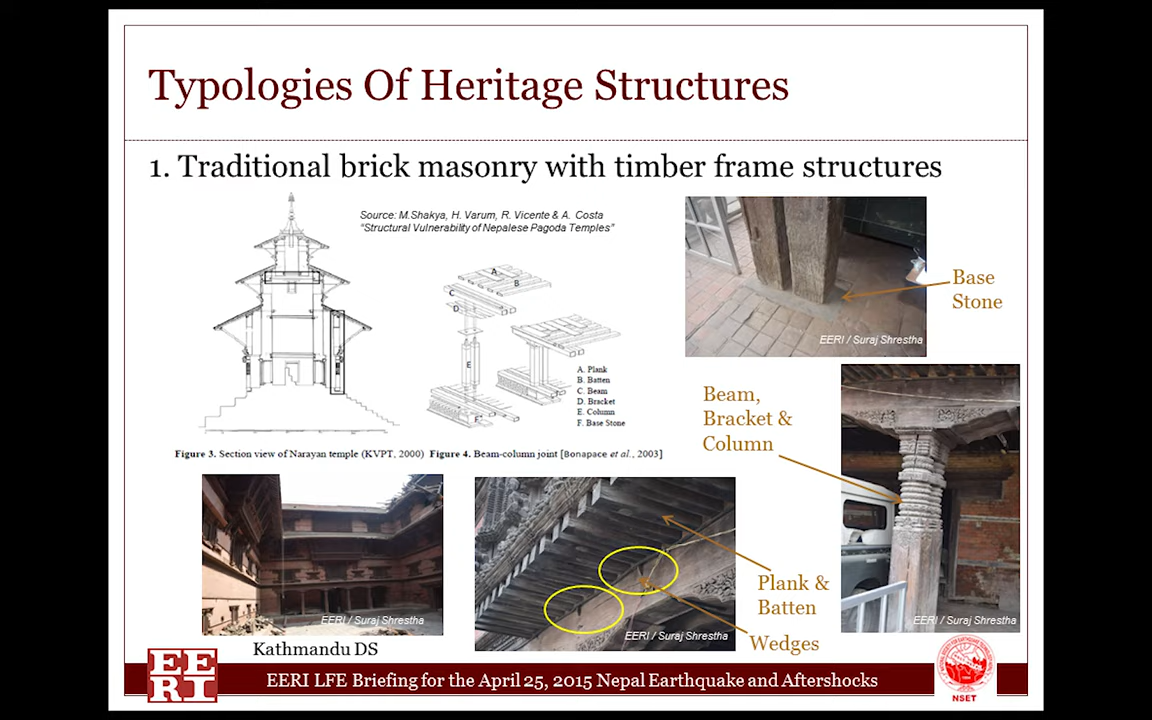 Typologies Of Heritage Structures
1. Traditional brick masonry with timber frame structures
Source: M.Shakya, H. Varum, R. Vicente & A. Costa
"Structural Vulnerability of Nepalese Pagoda Temples"
A
B
C
D
E
F
A. Plank
B. Batten
C. Beam
D. Bracket
E. Column
F. Base Stone
Figure 3. Section view of Narayan temple (KVPT, 2000)
Figure 4. Beam-column joint [Bonapace et al., 2003]
EERI / Suraj Shrestha
Base
Stone
Beam,
Bracket &
Column
EERI / Suraj Shrestha
EERI / Suraj Shrestha
Kathmandu DS
EERI / Suraj Shrestha
Plank &
Batten
Wedges
EE
RI
EERI LFE Briefing for the April 25, 2015 Nepal Earthquake and Aftershocks
NSET